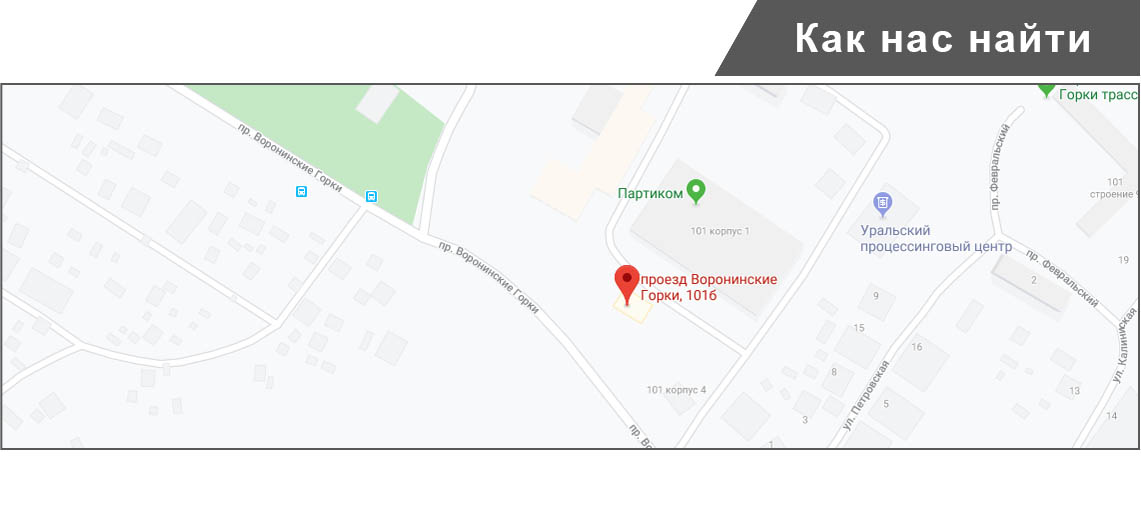 Как нас найти
Горки трасс
пр. Воронинские Горки
пр. Февральский
101
строение
Партиком
101 корпус 1
Уральский
процессинговый центр
пр. Воронинские Горки
19
пр. Февральский
проезд Воронинские
Горки, 101б
2
9
15
ул. Калининская
16
8
ул. Петровская
101 корпус 4
13
5
14
3
1
пр. Во